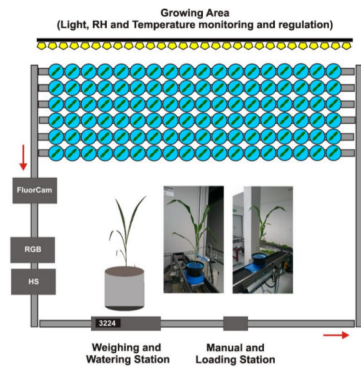 Growing Area
(Light, RH and Temperature monitoring and regulation)
FluorCam
RGB
HS
3224
Weighing and
Watering Station
Manual and
Loading Station